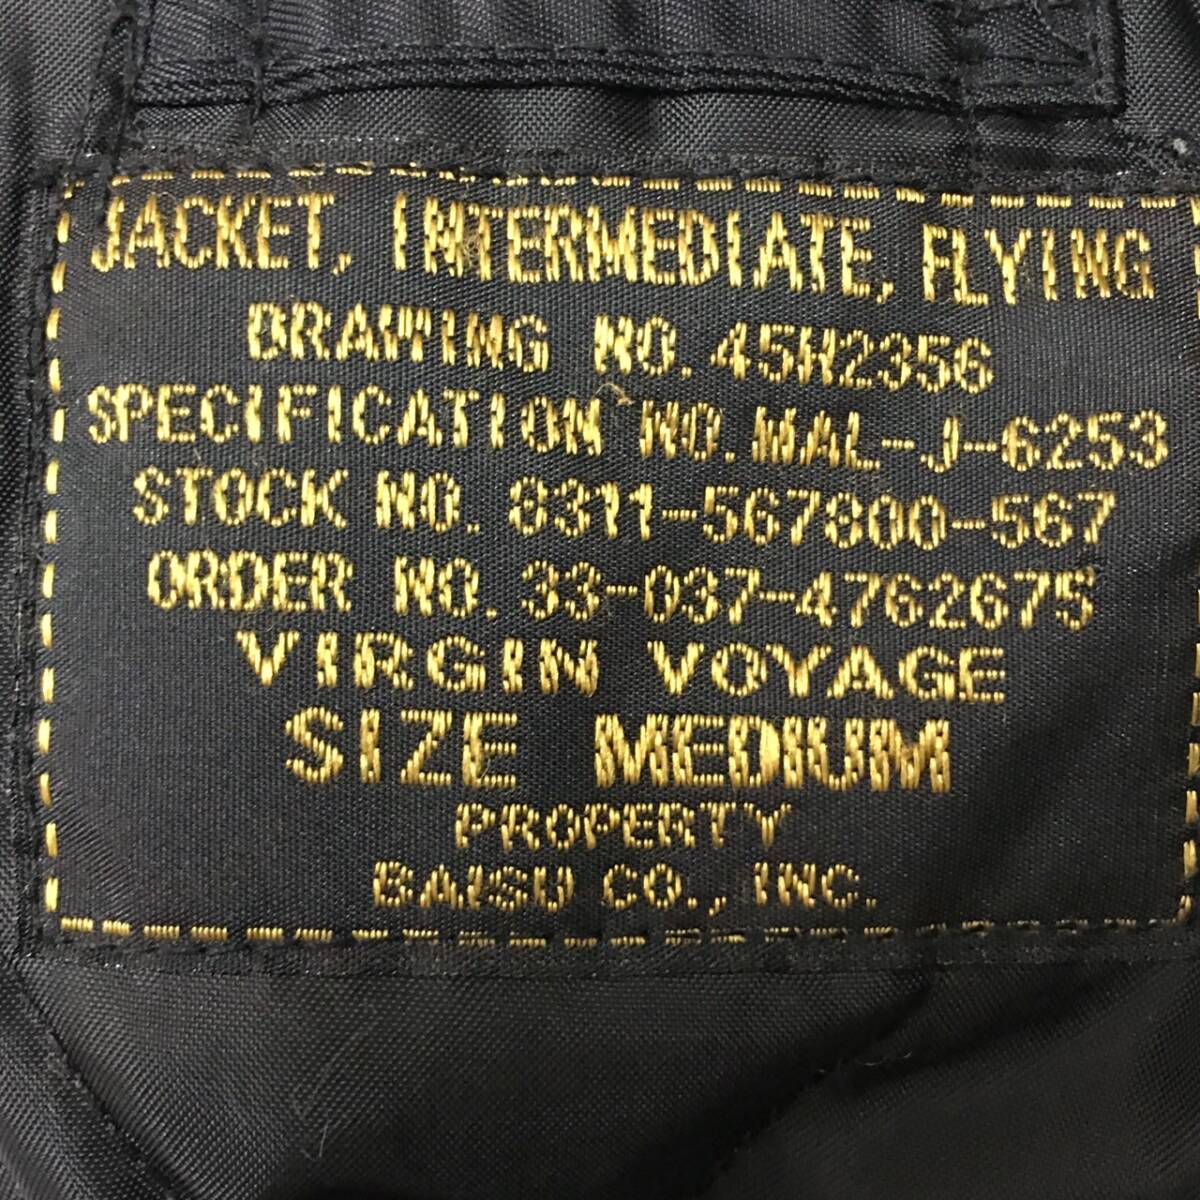 JACKET, INTERMEDIATE, FLYING
DRAWING NO. 45H2356
SPECIFICATION NO. MAL-J-6253
STOCK NO. 8311-567800-567
ORDER NO. 33-037-4762675
VIRGIN VOYAGE
SIZE MEDIUM
PROPERTY
BAISU CO., INC.